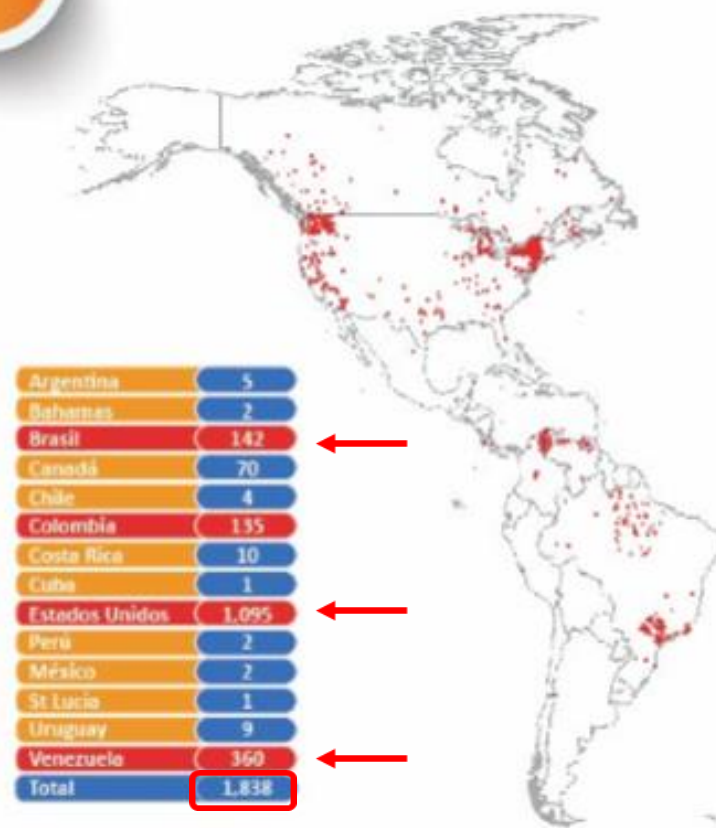 Argentina 5
Bahamas 2
Brasil 142
Canadá 70
Chile 4
Colombia 135
Costa Rica 10
Cuba 1
Estados Unidos 1,095
Perú 2
México 2
St Lucia 1
Uruguay 9
Venezuela 360
Total 1,838